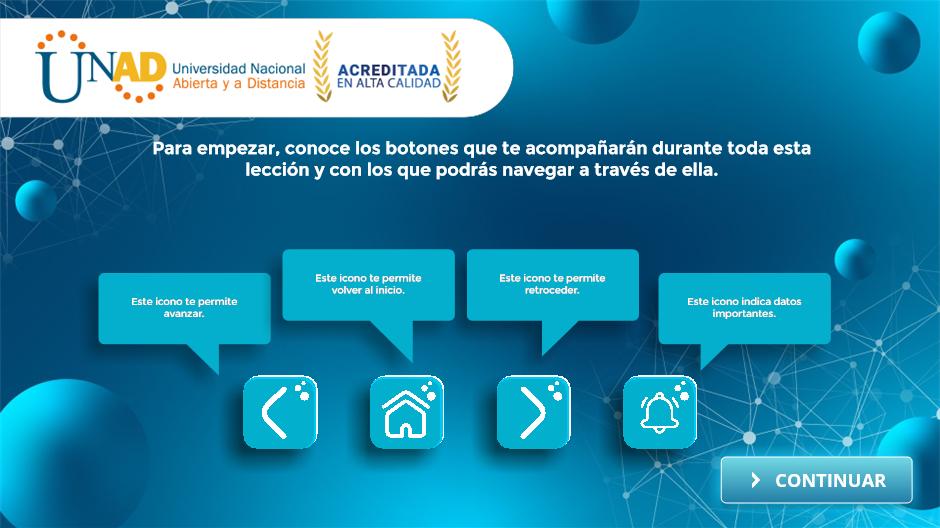 UNAD
Universidad Nacional
Abierta y a Distancia
ACREDITADA
EN ALTA CALIDAD
Para empezar, conoce los botones que te acompañarán durante toda esta
lección y con los que podrás navegar a través de ella.
Este icono te permite
avanzar.
Este icono te permite
volver al inicio.
Este icono te permite
retroceder.
Este icono indica datos
importantes.
CONTINUAR